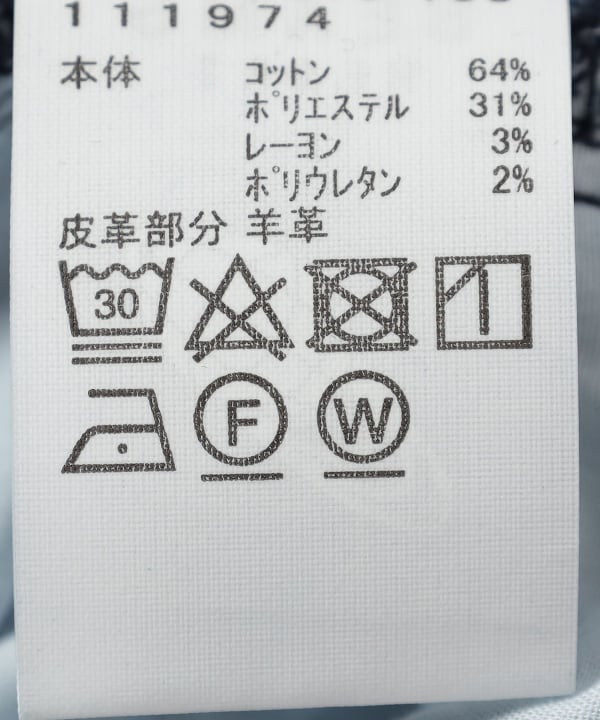 111974
本体 コットン 64%
ポリエステル 31%
レーヨン 3%
ポリウレタン 2%
皮革部分 羊革
30
F W